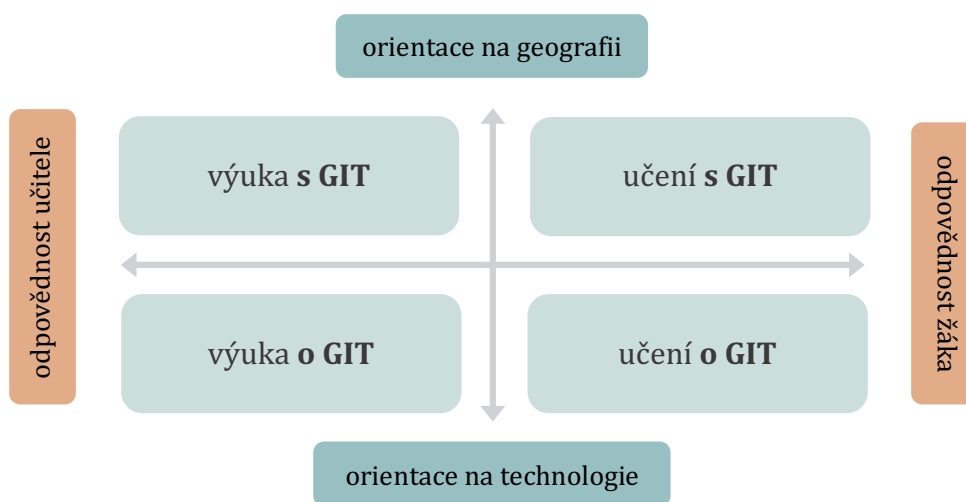 orientace na geografii
odpovědnost učitele
výuka s GIT
učení s GIT
odpovědnost žáka
výuka o GIT
učení o GIT
orientace na technologie